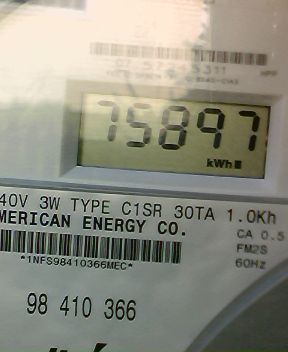 75897
kWh
40V 3W TYPE C1SR 30TA 1.0Kh
MERICAN ENERGY CO.
CA 0.5
FM2S
*1NFS98410366MEC*
60Hz
98 410 366